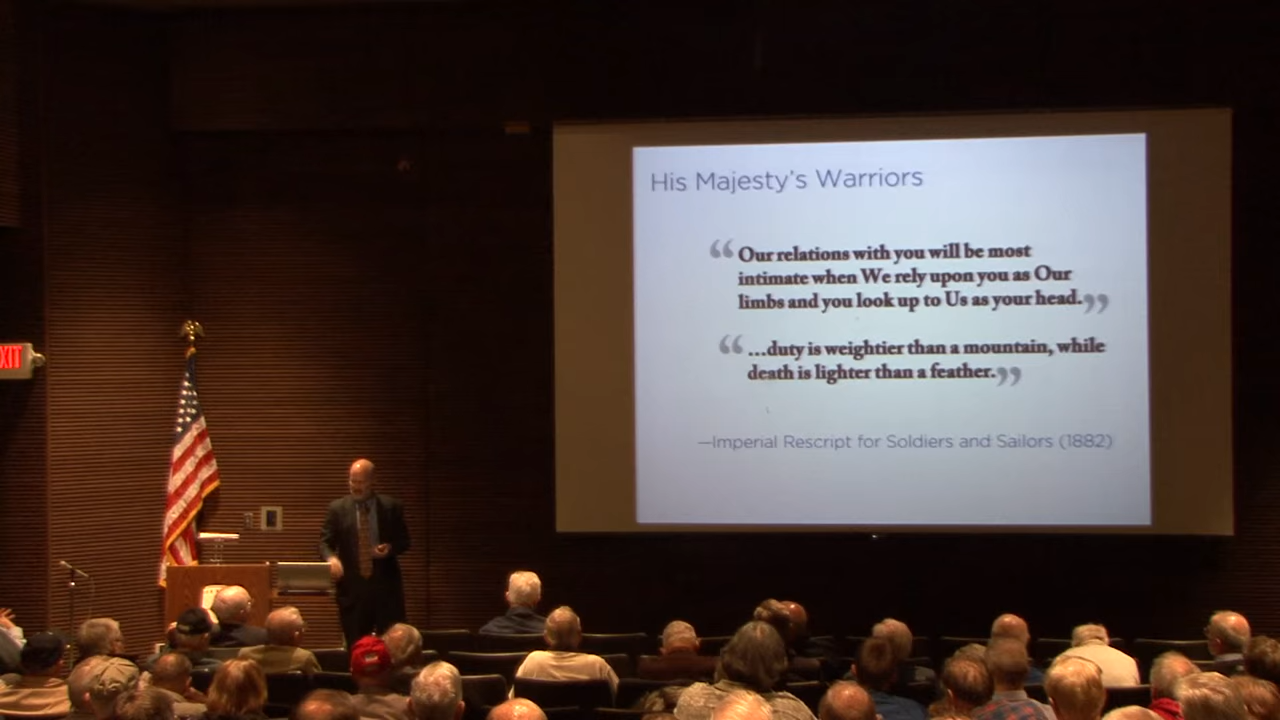 His Majesty's Warriors
“Our relations with you will be most
intimate when We rely upon you as Our
limbs and you look up to Us as your head.”
“...duty is weightier than a mountain, while
death is lighter than a feather.”
—Imperial Rescript for Soldiers and Sailors (1882)
XIT